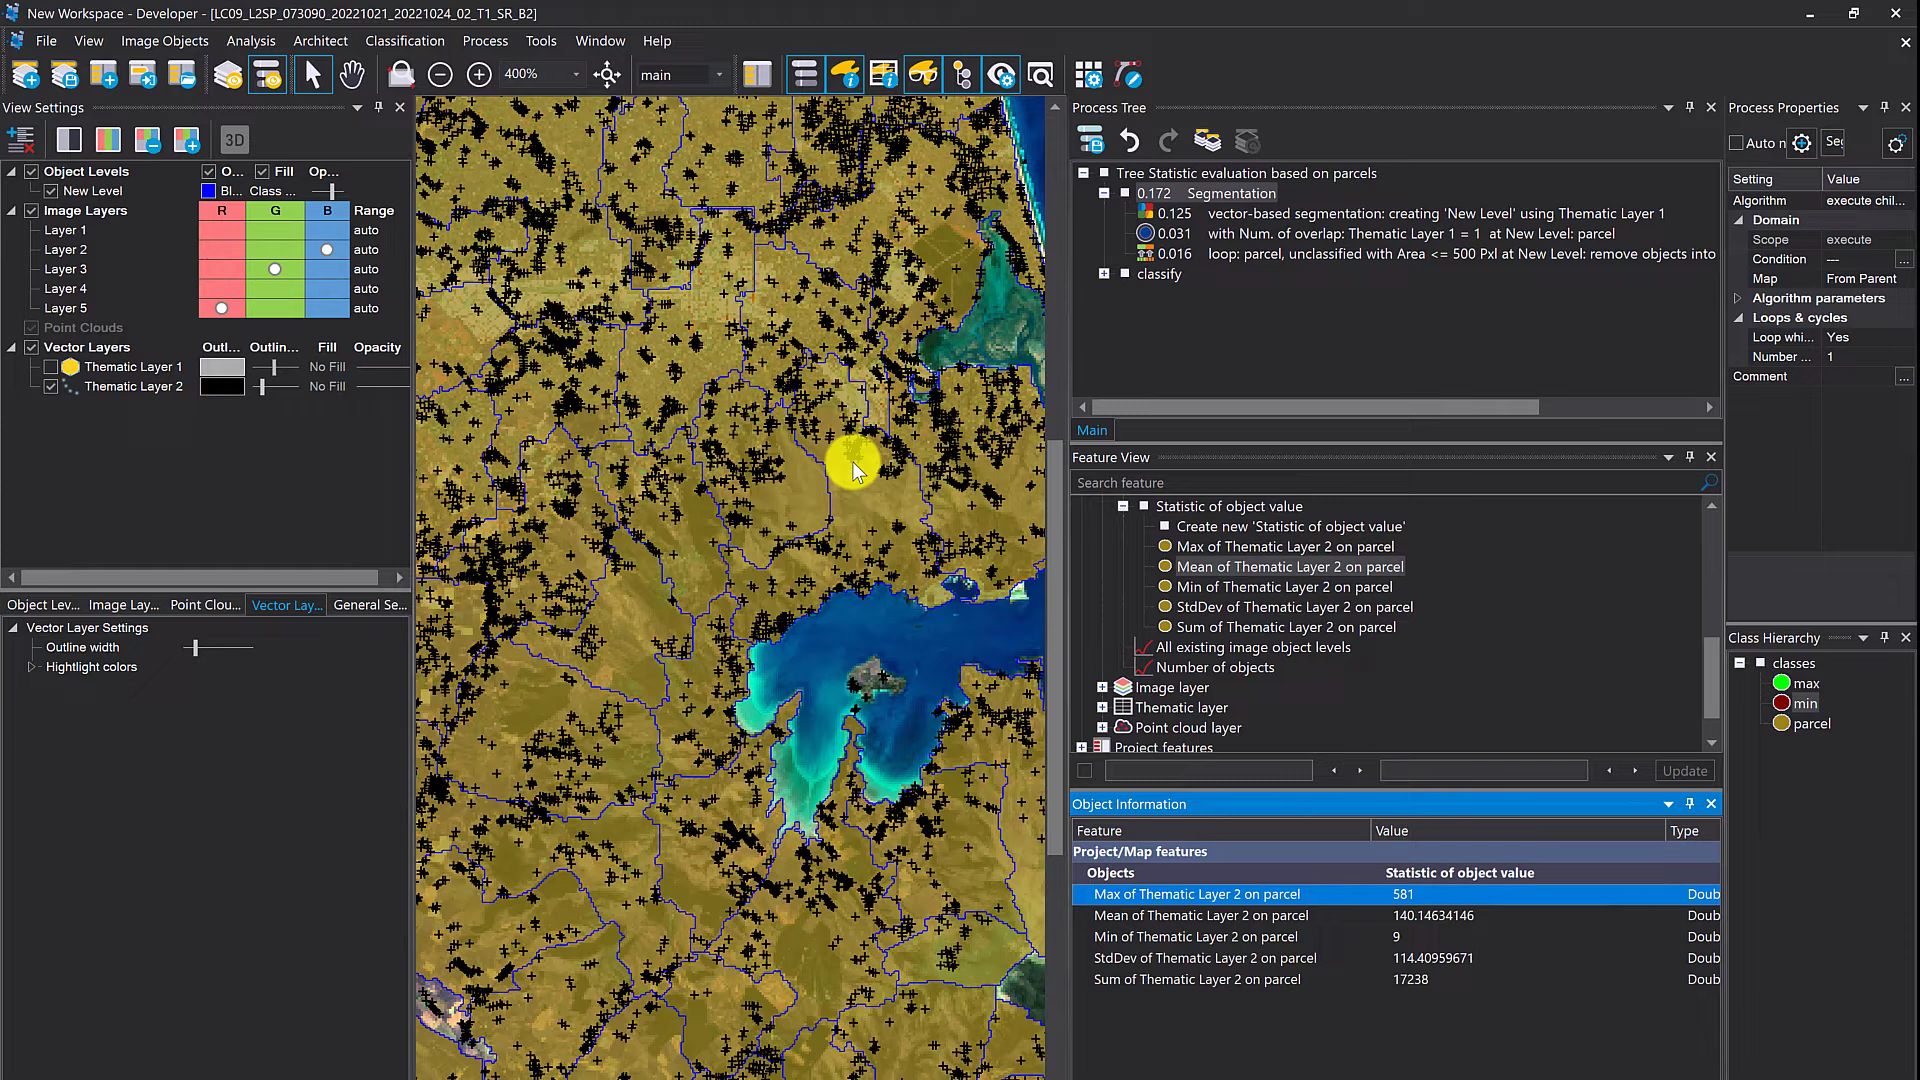 New Workspace - Developer - [LC09_L2SP_073090_20221021_20221024_02_T1_SR_B2]
File View Image Objects Analysis Architect Classification Process Tools Window Help
400% main
View Settings
3D
Object Levels O... Fill Op...
New Level Bl... Class ...
Image Layers R G B Range
Layer 1 auto
Layer 2 auto
Layer 3 auto
Layer 4 auto
Layer 5 auto
Point Clouds
Vector Layers Outl... Outlin... Fill Opacity
Thematic Layer 1 No Fill
Thematic Layer 2 No Fill
Object Lev... Image Lay... Point Clou... Vector Lay... General Se...
Vector Layer Settings
Outline width
Hightlight colors
Process Tree
Tree Statistic evaluation based on parcels
0.172 Segmentation
0.125 vector-based segmentation: creating 'New Level' using Thematic Layer 1
0.031 with Num. of overlap: Thematic Layer 1 = 1 at New Level: parcel
0.016 loop: parcel, unclassified with Area <= 500 Pxl at New Level: remove objects into
classify
Main
Feature View
Search feature
Statistic of object value
Create new 'Statistic of object value'
Max of Thematic Layer 2 on parcel
Mean of Thematic Layer 2 on parcel
Min of Thematic Layer 2 on parcel
StdDev of Thematic Layer 2 on parcel
Sum of Thematic Layer 2 on parcel
All existing image object levels
Number of objects
Image layer
Thematic layer
Point cloud layer
Project features
Update
Object Information
Feature Value Type
Project/Map features
Objects Statistic of object value
Max of Thematic Layer 2 on parcel 581 Doub
Mean of Thematic Layer 2 on parcel 140.14634146 Doub
Min of Thematic Layer 2 on parcel 9 Doub
StdDev of Thematic Layer 2 on parcel 114.40959671 Doub
Sum of Thematic Layer 2 on parcel 17238 Doub
Process Properties
Auto n Seg
Setting Value
Algorithm execute chil...
Domain
Scope execute
Condition --- ...
Map From Parent
Algorithm parameters
Loops & cycles
Loop whi... Yes
Number ... 1
Comment ...
Class Hierarchy
classes
max
min
parcel